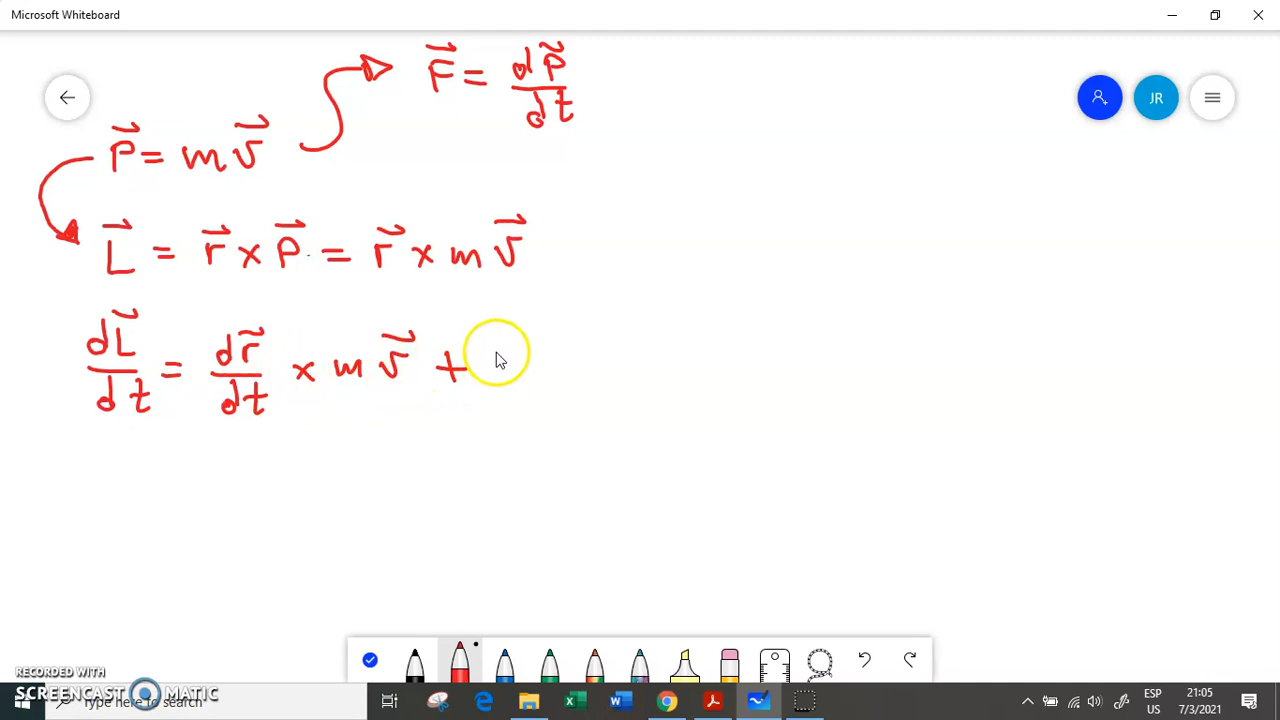 Microsoft Whiteboard
F⃗ = dP⃗/dt
P⃗ = mv⃗
JR
L⃗ = r⃗ x P⃗ = r⃗ x mv⃗
dL⃗/dt = dr⃗/dt x mv⃗ +
RECORDED WITH
SCREENCAST MATIC
Type here to search
ESP
US
21:05
7/3/2021